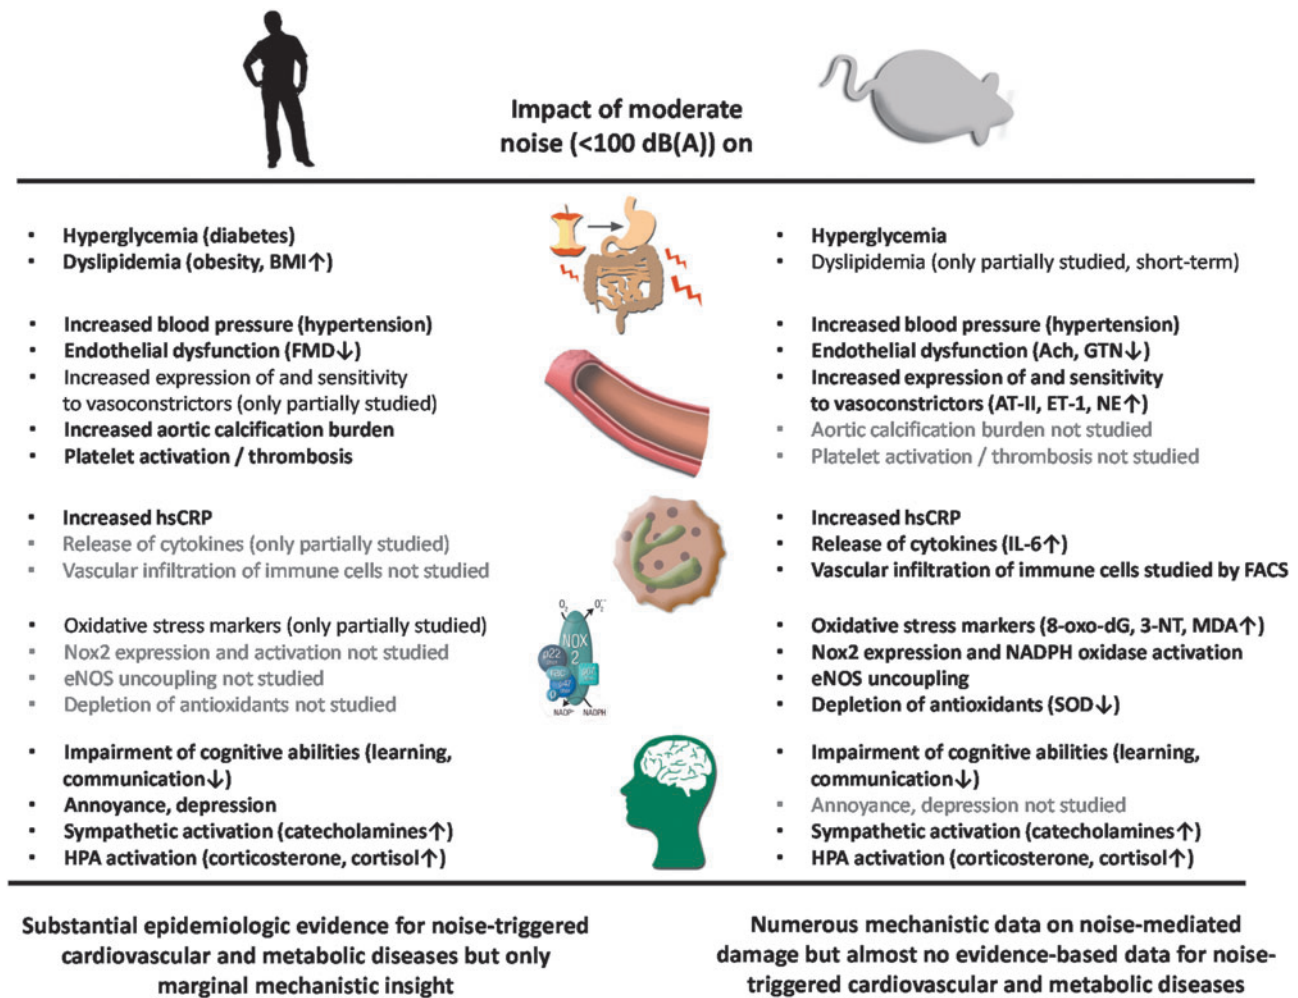 Impact of moderate
noise (<100 dB(A)) on
▪ Hyperglycemia (diabetes)
▪ Dyslipidemia (obesity, BMI↑)
▪ Increased blood pressure (hypertension)
▪ Endothelial dysfunction (FMD↓)
▪ Increased expression of and sensitivity
to vasoconstrictors (only partially studied)
▪ Increased aortic calcification burden
▪ Platelet activation / thrombosis
▪ Increased hsCRP
▪ Release of cytokines (only partially studied)
▪ Vascular infiltration of immune cells not studied
▪ Oxidative stress markers (only partially studied)
▪ Nox2 expression and activation not studied
▪ eNOS uncoupling not studied
▪ Depletion of antioxidants not studied
▪ Impairment of cognitive abilities (learning,
communication↓)
▪ Annoyance, depression
▪ Sympathetic activation (catecholamines↑)
▪ HPA activation (corticosterone, cortisol↑)
O2 O2
NOX
2
p22
NADP+ NADPH
▪ Hyperglycemia
▪ Dyslipidemia (only partially studied, short-term)
▪ Increased blood pressure (hypertension)
▪ Endothelial dysfunction (Ach, GTN↓)
▪ Increased expression of and sensitivity
to vasoconstrictors (AT-II, ET-1, NE↑)
▪ Aortic calcification burden not studied
▪ Platelet activation / thrombosis not studied
▪ Increased hsCRP
▪ Release of cytokines (IL-6↑)
▪ Vascular infiltration of immune cells studied by FACS
▪ Oxidative stress markers (8-oxo-dG, 3-NT, MDA↑)
▪ Nox2 expression and NADPH oxidase activation
▪ eNOS uncoupling
▪ Depletion of antioxidants (SOD↓)
▪ Impairment of cognitive abilities (learning,
communication↓)
▪ Annoyance, depression not studied
▪ Sympathetic activation (catecholamines↑)
▪ HPA activation (corticosterone, cortisol↑)
Substantial epidemiologic evidence for noise-triggered
cardiovascular and metabolic diseases but only
marginal mechanistic insight
Numerous mechanistic data on noise-mediated
damage but almost no evidence-based data for noise-
triggered cardiovascular and metabolic diseases